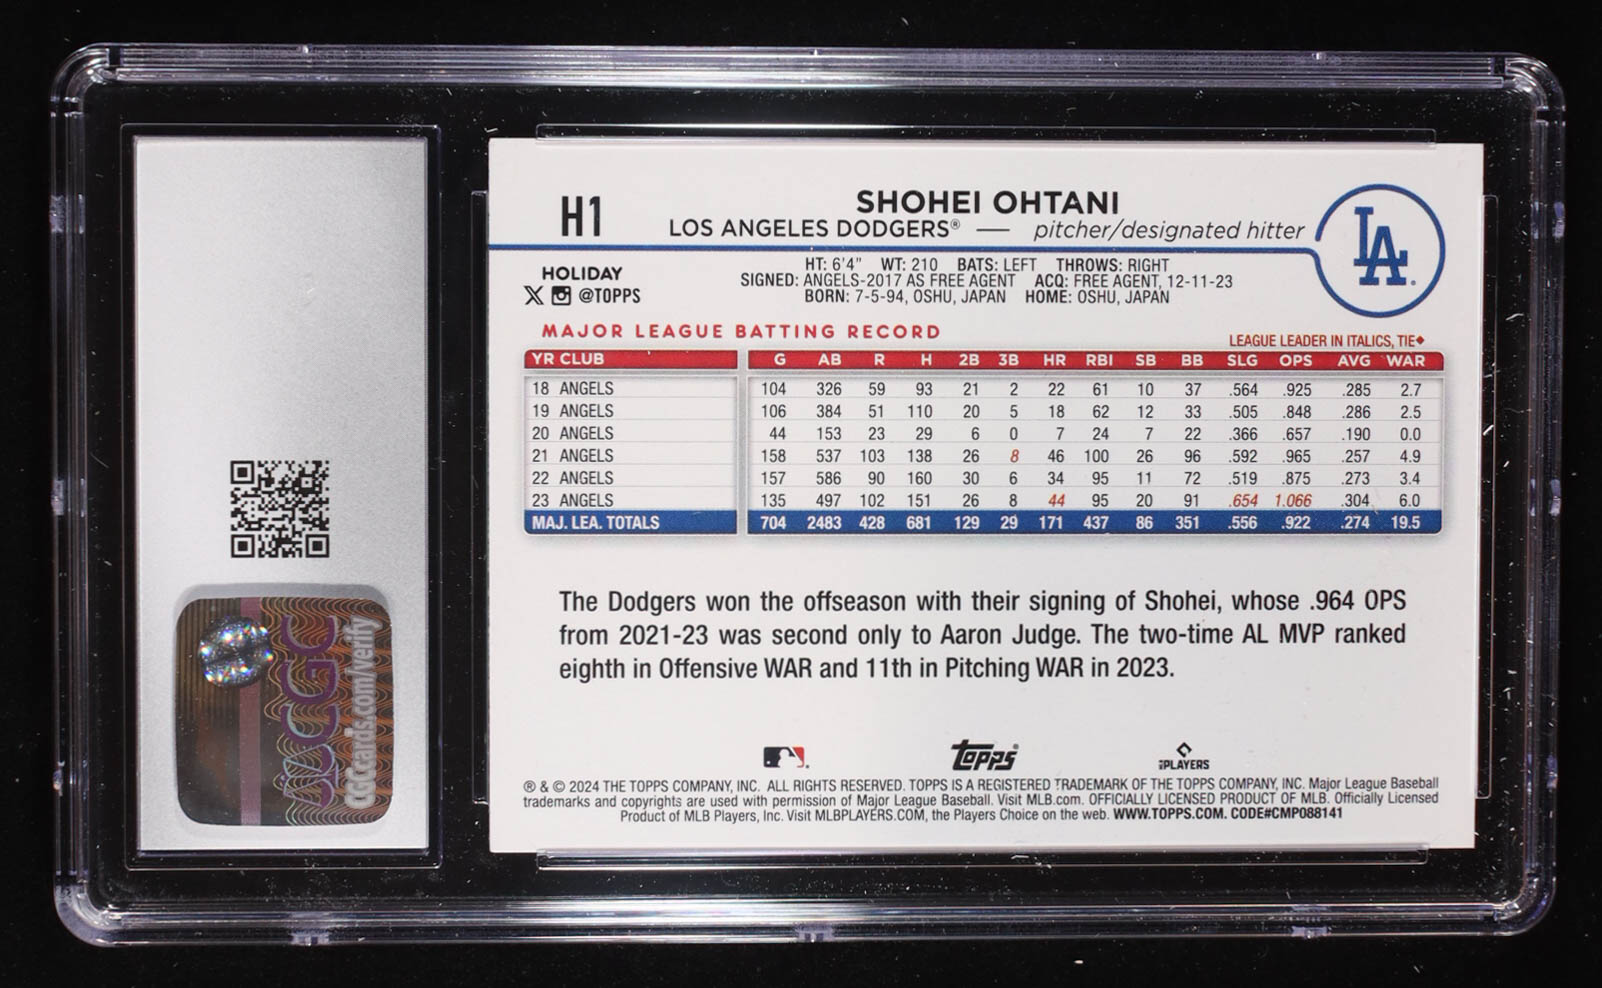 H1
SHOHEI OHTANI
LOS ANGELES DODGERS® — pitcher/designated hitter
LA
HOLIDAY
X @TOPPS
HT: 6'4" WT: 210 BATS: LEFT THROWS: RIGHT
SIGNED: ANGELS-2017 AS FREE AGENT ACQ: FREE AGENT, 12-11-23
BORN: 7-5-94, OSHU, JAPAN HOME: OSHU, JAPAN
MAJOR LEAGUE BATTING RECORD
LEAGUE LEADER IN ITALICS, TIE◆
YR CLUB G AB R H 2B 3B HR RBI SB BB SLG OPS AVG WAR
18 ANGELS 104 326 59 93 21 2 22 61 10 37 .564 .925 .285 2.7
19 ANGELS 106 384 51 110 20 5 18 62 12 33 .505 .848 .286 2.5
20 ANGELS 44 153 23 29 6 0 7 24 7 22 .366 .657 .190 0.0
21 ANGELS 158 537 103 138 26 8 46 100 26 96 .592 .965 .257 4.9
22 ANGELS 157 586 90 160 30 6 34 95 11 72 .519 .875 .273 3.4
23 ANGELS 135 497 102 151 26 8 44 95 20 91 .654 1.066 .304 6.0
MAJ. LEA. TOTALS 704 2483 428 681 129 29 171 437 86 351 .556 .922 .274 19.5
The Dodgers won the offseason with their signing of Shohei, whose .964 OPS
from 2021-23 was second only to Aaron Judge. The two-time AL MVP ranked
eighth in Offensive WAR and 11th in Pitching WAR in 2023.
topps®
PLAYERS
® & © 2024 THE TOPPS COMPANY, INC. ALL RIGHTS RESERVED. TOPPS IS A REGISTERED TRADEMARK OF THE TOPPS COMPANY, INC. Major League Baseball
trademarks and copyrights are used with permission of Major League Baseball. Visit MLB.com. OFFICIALLY LICENSED PRODUCT OF MLB. Officially Licensed
Product of MLB Players, Inc. Visit MLBPLAYERS.COM, the Players Choice on the web. WWW.TOPPS.COM. CODE#CMP088141
CGC
CGCcards.com/verify